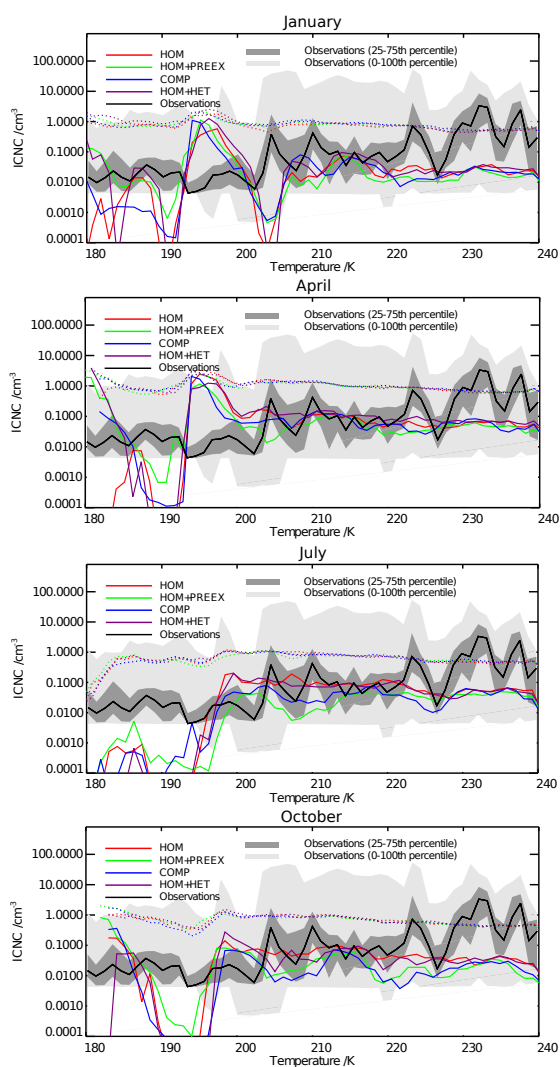 January
HOM
HOM+PREEX
COMP
HOM+HET
Observations
Observations (25-75th percentile)
Observations (0-100th percentile)
100.0000
10.0000
1.0000
0.1000
0.0100
0.0010
0.0001
ICNC /cm-3
180 190 200 210 220 230 240
Temperature /K
April
HOM
HOM+PREEX
COMP
HOM+HET
Observations
Observations (25-75th percentile)
Observations (0-100th percentile)
100.0000
10.0000
1.0000
0.1000
0.0100
0.0010
0.0001
ICNC /cm-3
180 190 200 210 220 230 240
Temperature /K
July
HOM
HOM+PREEX
COMP
HOM+HET
Observations
Observations (25-75th percentile)
Observations (0-100th percentile)
100.0000
10.0000
1.0000
0.1000
0.0100
0.0010
0.0001
ICNC /cm-3
180 190 200 210 220 230 240
Temperature /K
October
HOM
HOM+PREEX
COMP
HOM+HET
Observations
Observations (25-75th percentile)
Observations (0-100th percentile)
100.0000
10.0000
1.0000
0.1000
0.0100
0.0010
0.0001
ICNC /cm-3
180 190 200 210 220 230 240
Temperature /K